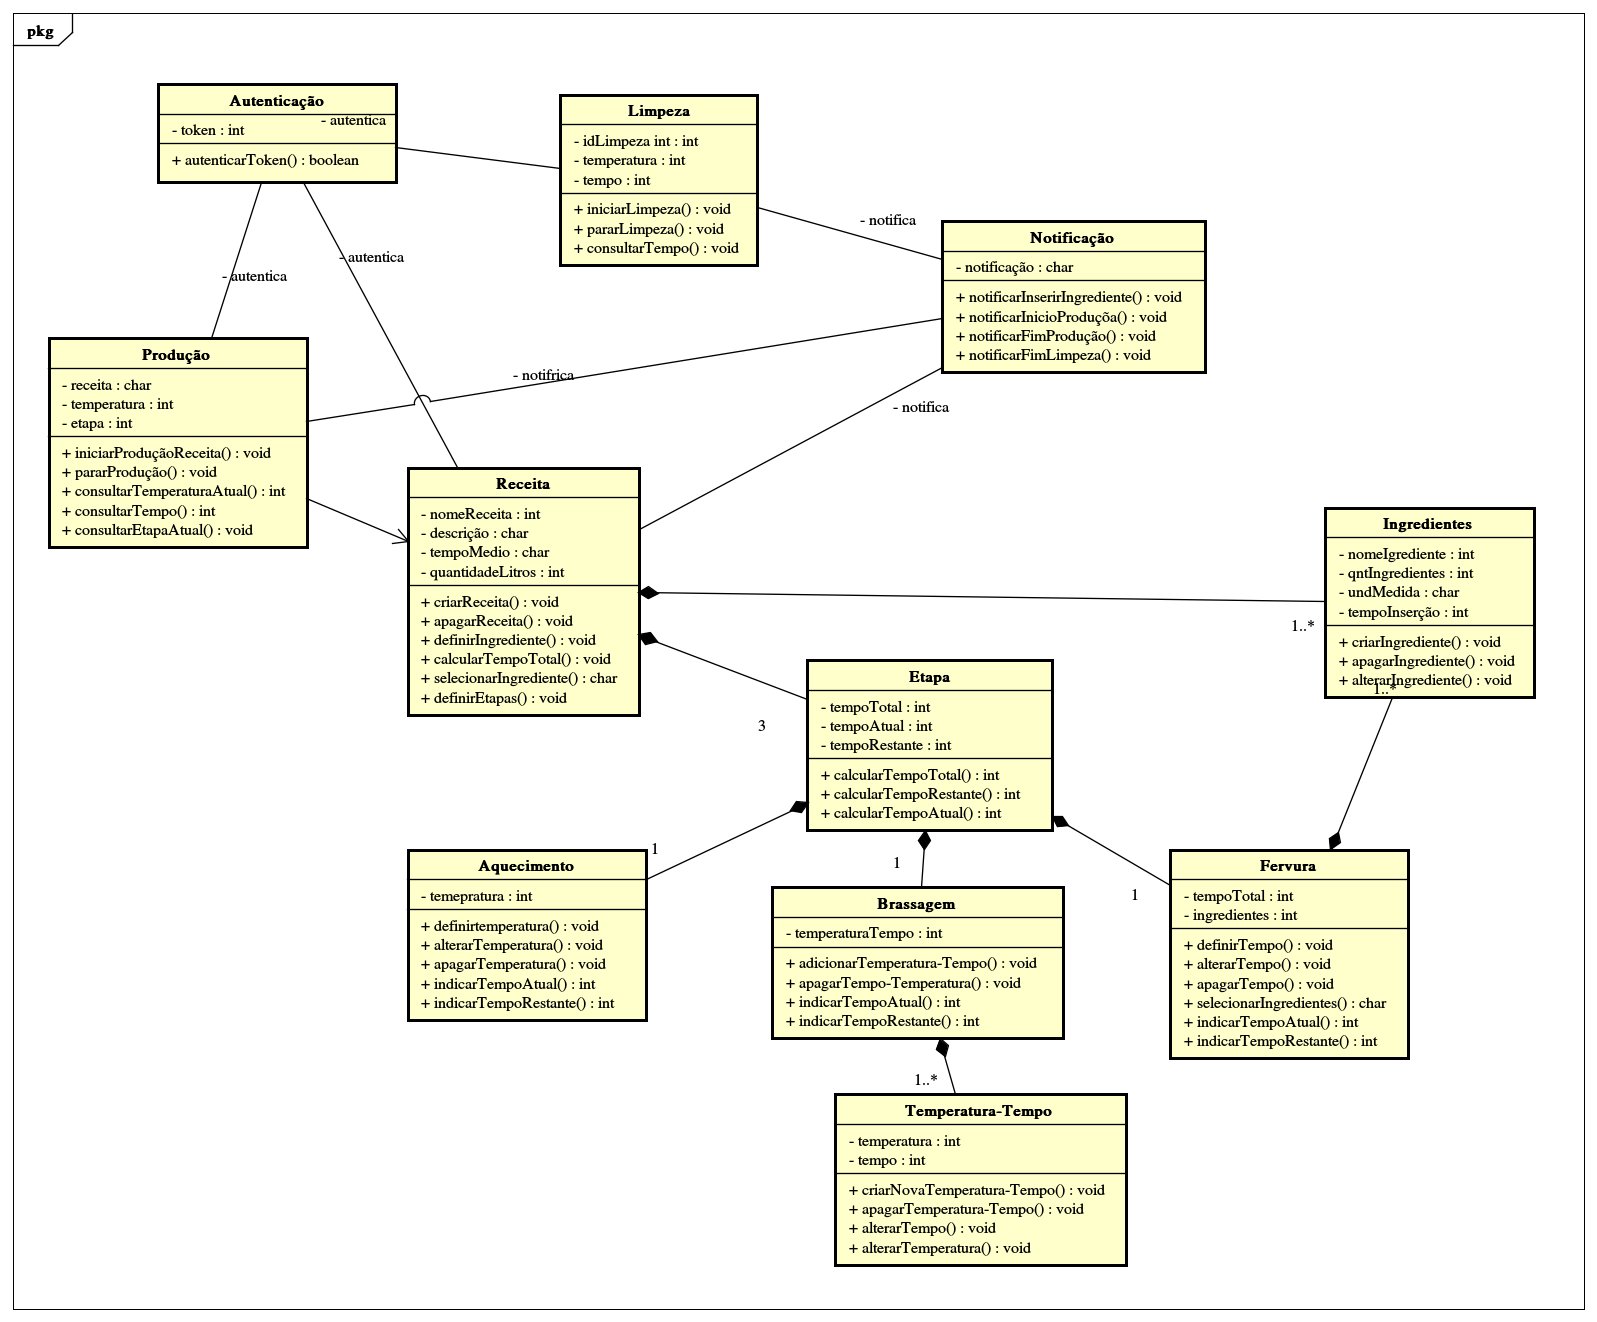 pkg
Autenticação
- token : int
- autentica
+ autenticarToken() : boolean
Limpeza
- idLimpeza int : int
- temperatura : int
- tempo : int
+ iniciarLimpeza() : void
+ pararLimpeza() : void
+ consultarTempo() : void
- notifica
Notificação
- notificação : char
+ notificarInserirIngrediente() : void
+ notificarInicioProduçõa() : void
+ notificarFimProdução() : void
+ notificarFimLimpeza() : void
- autentica
- autentica
Produção
- receita : char
- temperatura : int
- etapa : int
+ iniciarProduçãoReceita() : void
+ pararProdução() : void
+ consultarTemperaturaAtual() : int
+ consultarTempo() : int
+ consultarEtapaAtual() : void
- notifrica
- notifica
Receita
- nomeReceita : int
- descrição : char
- tempoMedio : char
- quantidadeLitros : int
+ criarReceita() : void
+ apagarReceita() : void
+ definirIngrediente() : void
+ calcularTempoTotal() : void
+ selecionarIngrediente() : char
+ definirEtapas() : void
Ingredientes
- nomeIgrediente : int
- qntIngredientes : int
- undMedida : char
- tempoInserção : int
+ criarIngrediente() : void
+ apagarIngrediente() : void
+ alterarIngrediente() : void
1..*
1..*
3
Etapa
- tempoTotal : int
- tempoAtual : int
- tempoRestante : int
+ calcularTempoTotal() : int
+ calcularTempoRestante() : int
+ calcularTempoAtual() : int
1
1
1
Aquecimento
- temepratura : int
+ definirtemperatura() : void
+ alterarTemperatura() : void
+ apagarTemperatura() : void
+ indicarTempoAtual() : int
+ indicarTempoRestante() : int
Brassagem
- temperaturaTempo : int
+ adicionarTemperatura-Tempo() : void
+ apagarTempo-Temperatura() : void
+ indicarTempoAtual() : int
+ indicarTempoRestante() : int
Fervura
- tempoTotal : int
- ingredientes : int
+ definirTempo() : void
+ alterarTempo() : void
+ apagarTempo() : void
+ selecionarIngredientes() : char
+ indicarTempoAtual() : int
+ indicarTempoRestante() : int
1..*
Temperatura-Tempo
- temperatura : int
- tempo : int
+ criarNovaTemperatura-Tempo() : void
+ apagarTemperatura-Tempo() : void
+ alterarTempo() : void
+ alterarTemperatura() : void